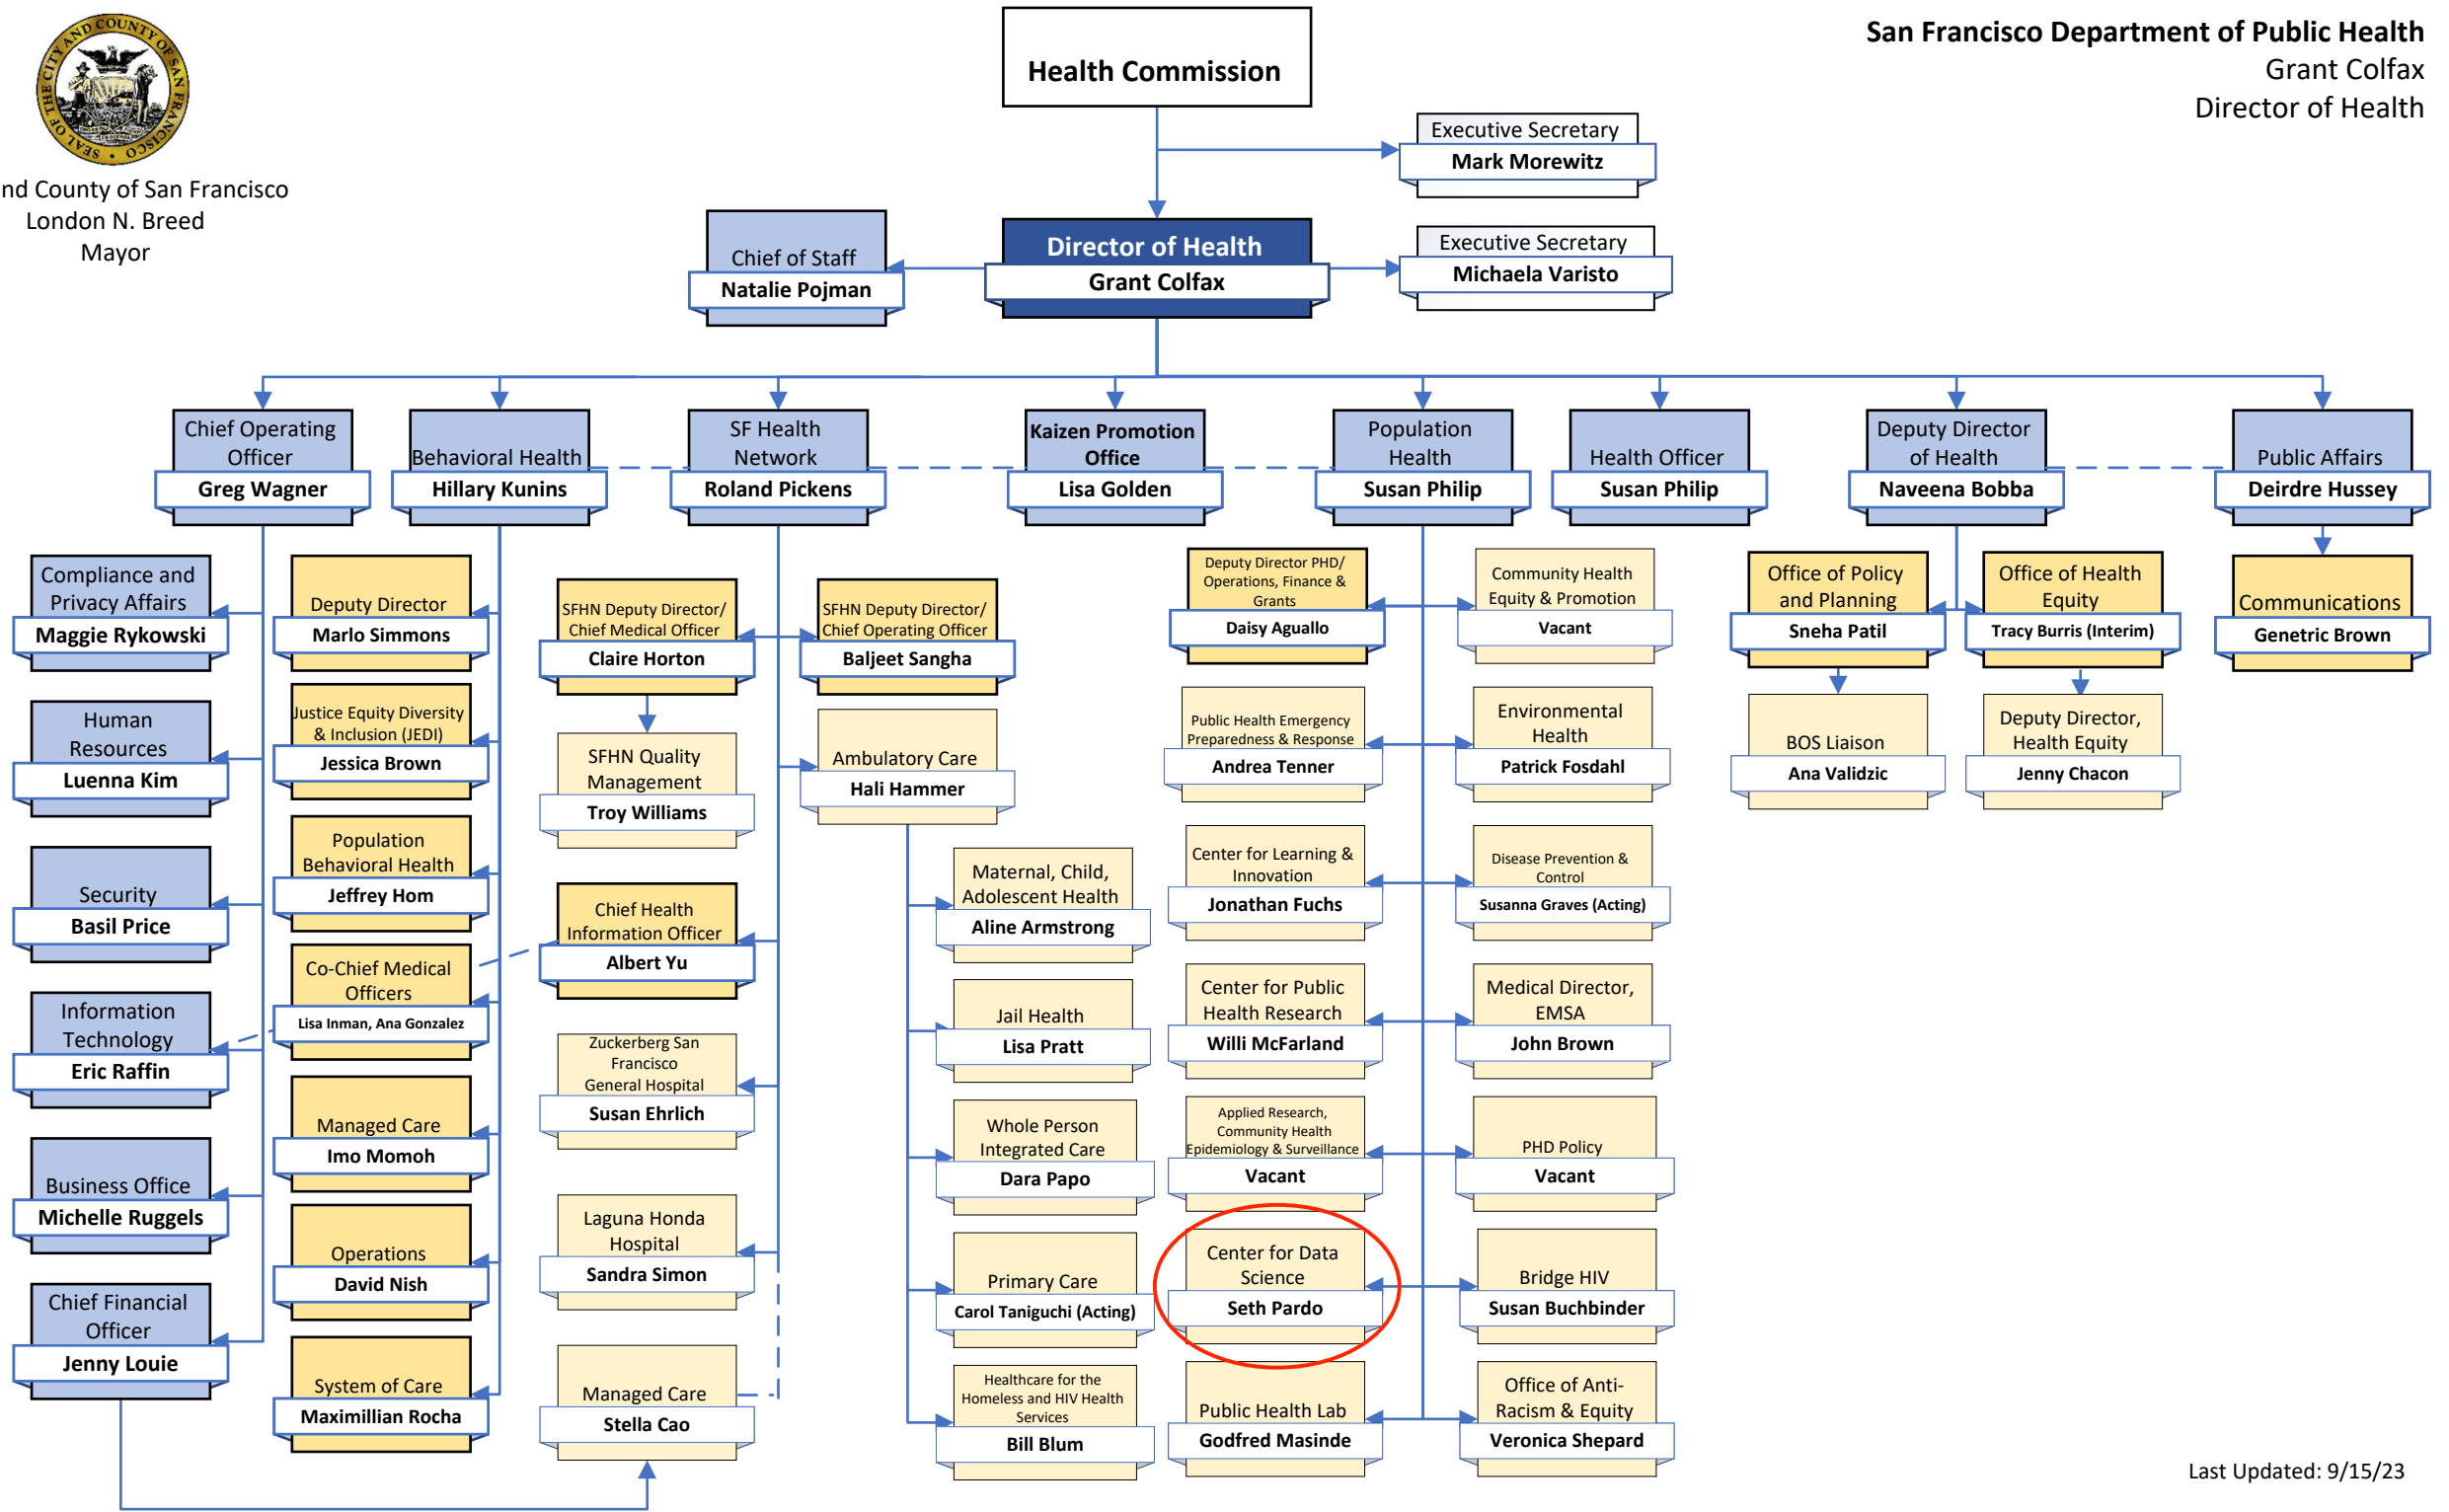 SEAL OF THE CITY AND COUNTY OF SAN FRANCISCO
nd County of San Francisco
London N. Breed
Mayor
San Francisco Department of Public Health
Grant Colfax
Director of Health
Health Commission
Executive Secretary
Mark Morewitz
Director of Health
Grant Colfax
Chief of Staff
Natalie Pojman
Executive Secretary
Michaela Varisto
Chief Operating
Officer
Greg Wagner
Behavioral Health
Hillary Kunins
SF Health
Network
Roland Pickens
Kaizen Promotion
Office
Lisa Golden
Population
Health
Susan Philip
Health Officer
Susan Philip
Deputy Director
of Health
Naveena Bobba
Public Affairs
Deirdre Hussey
Compliance and
Privacy Affairs
Maggie Rykowski
Human
Resources
Luenna Kim
Security
Basil Price
Information
Technology
Eric Raffin
Business Office
Michelle Ruggels
Chief Financial
Officer
Jenny Louie
Deputy Director
Marlo Simmons
Justice Equity Diversity
& Inclusion (JEDI)
Jessica Brown
Population
Behavioral Health
Jeffrey Hom
Co-Chief Medical
Officers
Lisa Inman, Ana Gonzalez
Managed Care
Imo Momoh
Operations
David Nish
System of Care
Maximillian Rocha
SFHN Deputy Director/
Chief Medical Officer
Claire Horton
SFHN Quality
Management
Troy Williams
Chief Health
Information Officer
Albert Yu
Zuckerberg San
Francisco
General Hospital
Susan Ehrlich
Laguna Honda
Hospital
Sandra Simon
Managed Care
Stella Cao
SFHN Deputy Director/
Chief Operating Officer
Baljeet Sangha
Ambulatory Care
Hali Hammer
Maternal, Child,
Adolescent Health
Aline Armstrong
Jail Health
Lisa Pratt
Whole Person
Integrated Care
Dara Papo
Primary Care
Carol Taniguchi (Acting)
Healthcare for the
Homeless and HIV Health
Services
Bill Blum
Deputy Director PHD/
Operations, Finance &
Grants
Daisy Aguallo
Public Health Emergency
Preparedness & Response
Andrea Tenner
Center for Learning &
Innovation
Jonathan Fuchs
Center for Public
Health Research
Willi McFarland
Applied Research,
Community Health
Epidemiology & Surveillance
Vacant
Center for Data
Science
Seth Pardo
Public Health Lab
Godfred Masinde
Community Health
Equity & Promotion
Vacant
Environmental
Health
Patrick Fosdahl
Disease Prevention &
Control
Susanna Graves (Acting)
Medical Director,
EMSA
John Brown
PHD Policy
Vacant
Bridge HIV
Susan Buchbinder
Office of Anti-
Racism & Equity
Veronica Shepard
Office of Policy
and Planning
Sneha Patil
BOS Liaison
Ana Validzic
Office of Health
Equity
Tracy Burris (Interim)
Deputy Director,
Health Equity
Jenny Chacon
Communications
Genetric Brown
Last Updated: 9/15/23